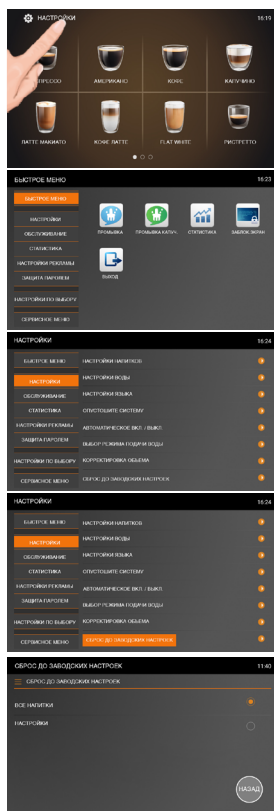 НАСТРОЙКИ 16:19
ЭСПРЕССО АМЕРИКАНО КОФЕ КАПУЧИНО
ЛАТТЕ МАКИАТО КОФЕ ЛАТТЕ FLAT WHITE РИСТРЕТТО
БЫСТРОЕ МЕНЮ 16:23
БЫСТРОЕ МЕНЮ
НАСТРОЙКИ
ОБСЛУЖИВАНИЕ
СТАТИСТИКА
НАСТРОЙКИ РЕКЛАМЫ
ЗАЩИТА ПАРОЛЕМ
НАСТРОЙКИ ПО ВЫБОРУ
СЕРВИСНОЕ МЕНЮ
ПРОМЫВКА ПРОМЫВКА КАПУЧ. СТАТИСТИКА ЗАБЛОК.ЭКРАН
ВЫХОД
НАСТРОЙКИ 16:24
БЫСТРОЕ МЕНЮ
НАСТРОЙКИ
ОБСЛУЖИВАНИЕ
СТАТИСТИКА
НАСТРОЙКИ РЕКЛАМЫ
ЗАЩИТА ПАРОЛЕМ
НАСТРОЙКИ ПО ВЫБОРУ
СЕРВИСНОЕ МЕНЮ
НАСТРОЙКИ НАПИТКОВ
НАСТРОЙКИ ВОДЫ
НАСТРОЙКИ ЯЗЫКА
ОПУСТОШИТЕ СИСТЕМУ
АВТОМАТИЧЕСКОЕ ВКЛ. / ВЫКЛ.
ВЫБОР РЕЖИМА ПОДАЧИ ВОДЫ
КОРРЕКТИРОВКА ОБЪЕМА
СБРОС ДО ЗАВОДСКИХ НАСТРОЕК
НАСТРОЙКИ 16:24
БЫСТРОЕ МЕНЮ
НАСТРОЙКИ
ОБСЛУЖИВАНИЕ
СТАТИСТИКА
НАСТРОЙКИ РЕКЛАМЫ
ЗАЩИТА ПАРОЛЕМ
НАСТРОЙКИ ПО ВЫБОРУ
СЕРВИСНОЕ МЕНЮ
НАСТРОЙКИ НАПИТКОВ
НАСТРОЙКИ ВОДЫ
НАСТРОЙКИ ЯЗЫКА
ОПУСТОШИТЕ СИСТЕМУ
АВТОМАТИЧЕСКОЕ ВКЛ. / ВЫКЛ.
ВЫБОР РЕЖИМА ПОДАЧИ ВОДЫ
КОРРЕКТИРОВКА ОБЪЕМА
СБРОС ДО ЗАВОДСКИХ НАСТРОЕК
СБРОС ДО ЗАВОДСКИХ НАСТРОЕК 11:40
СБРОС ДО ЗАВОДСКИХ НАСТРОЕК
ВСЕ НАПИТКИ
НАСТРОЙКИ
НАЗАД